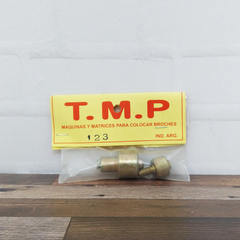 T.M.P
MAQUINAS Y MATRICES PARA COLOCAR BROCHES
123
IND. ARG.